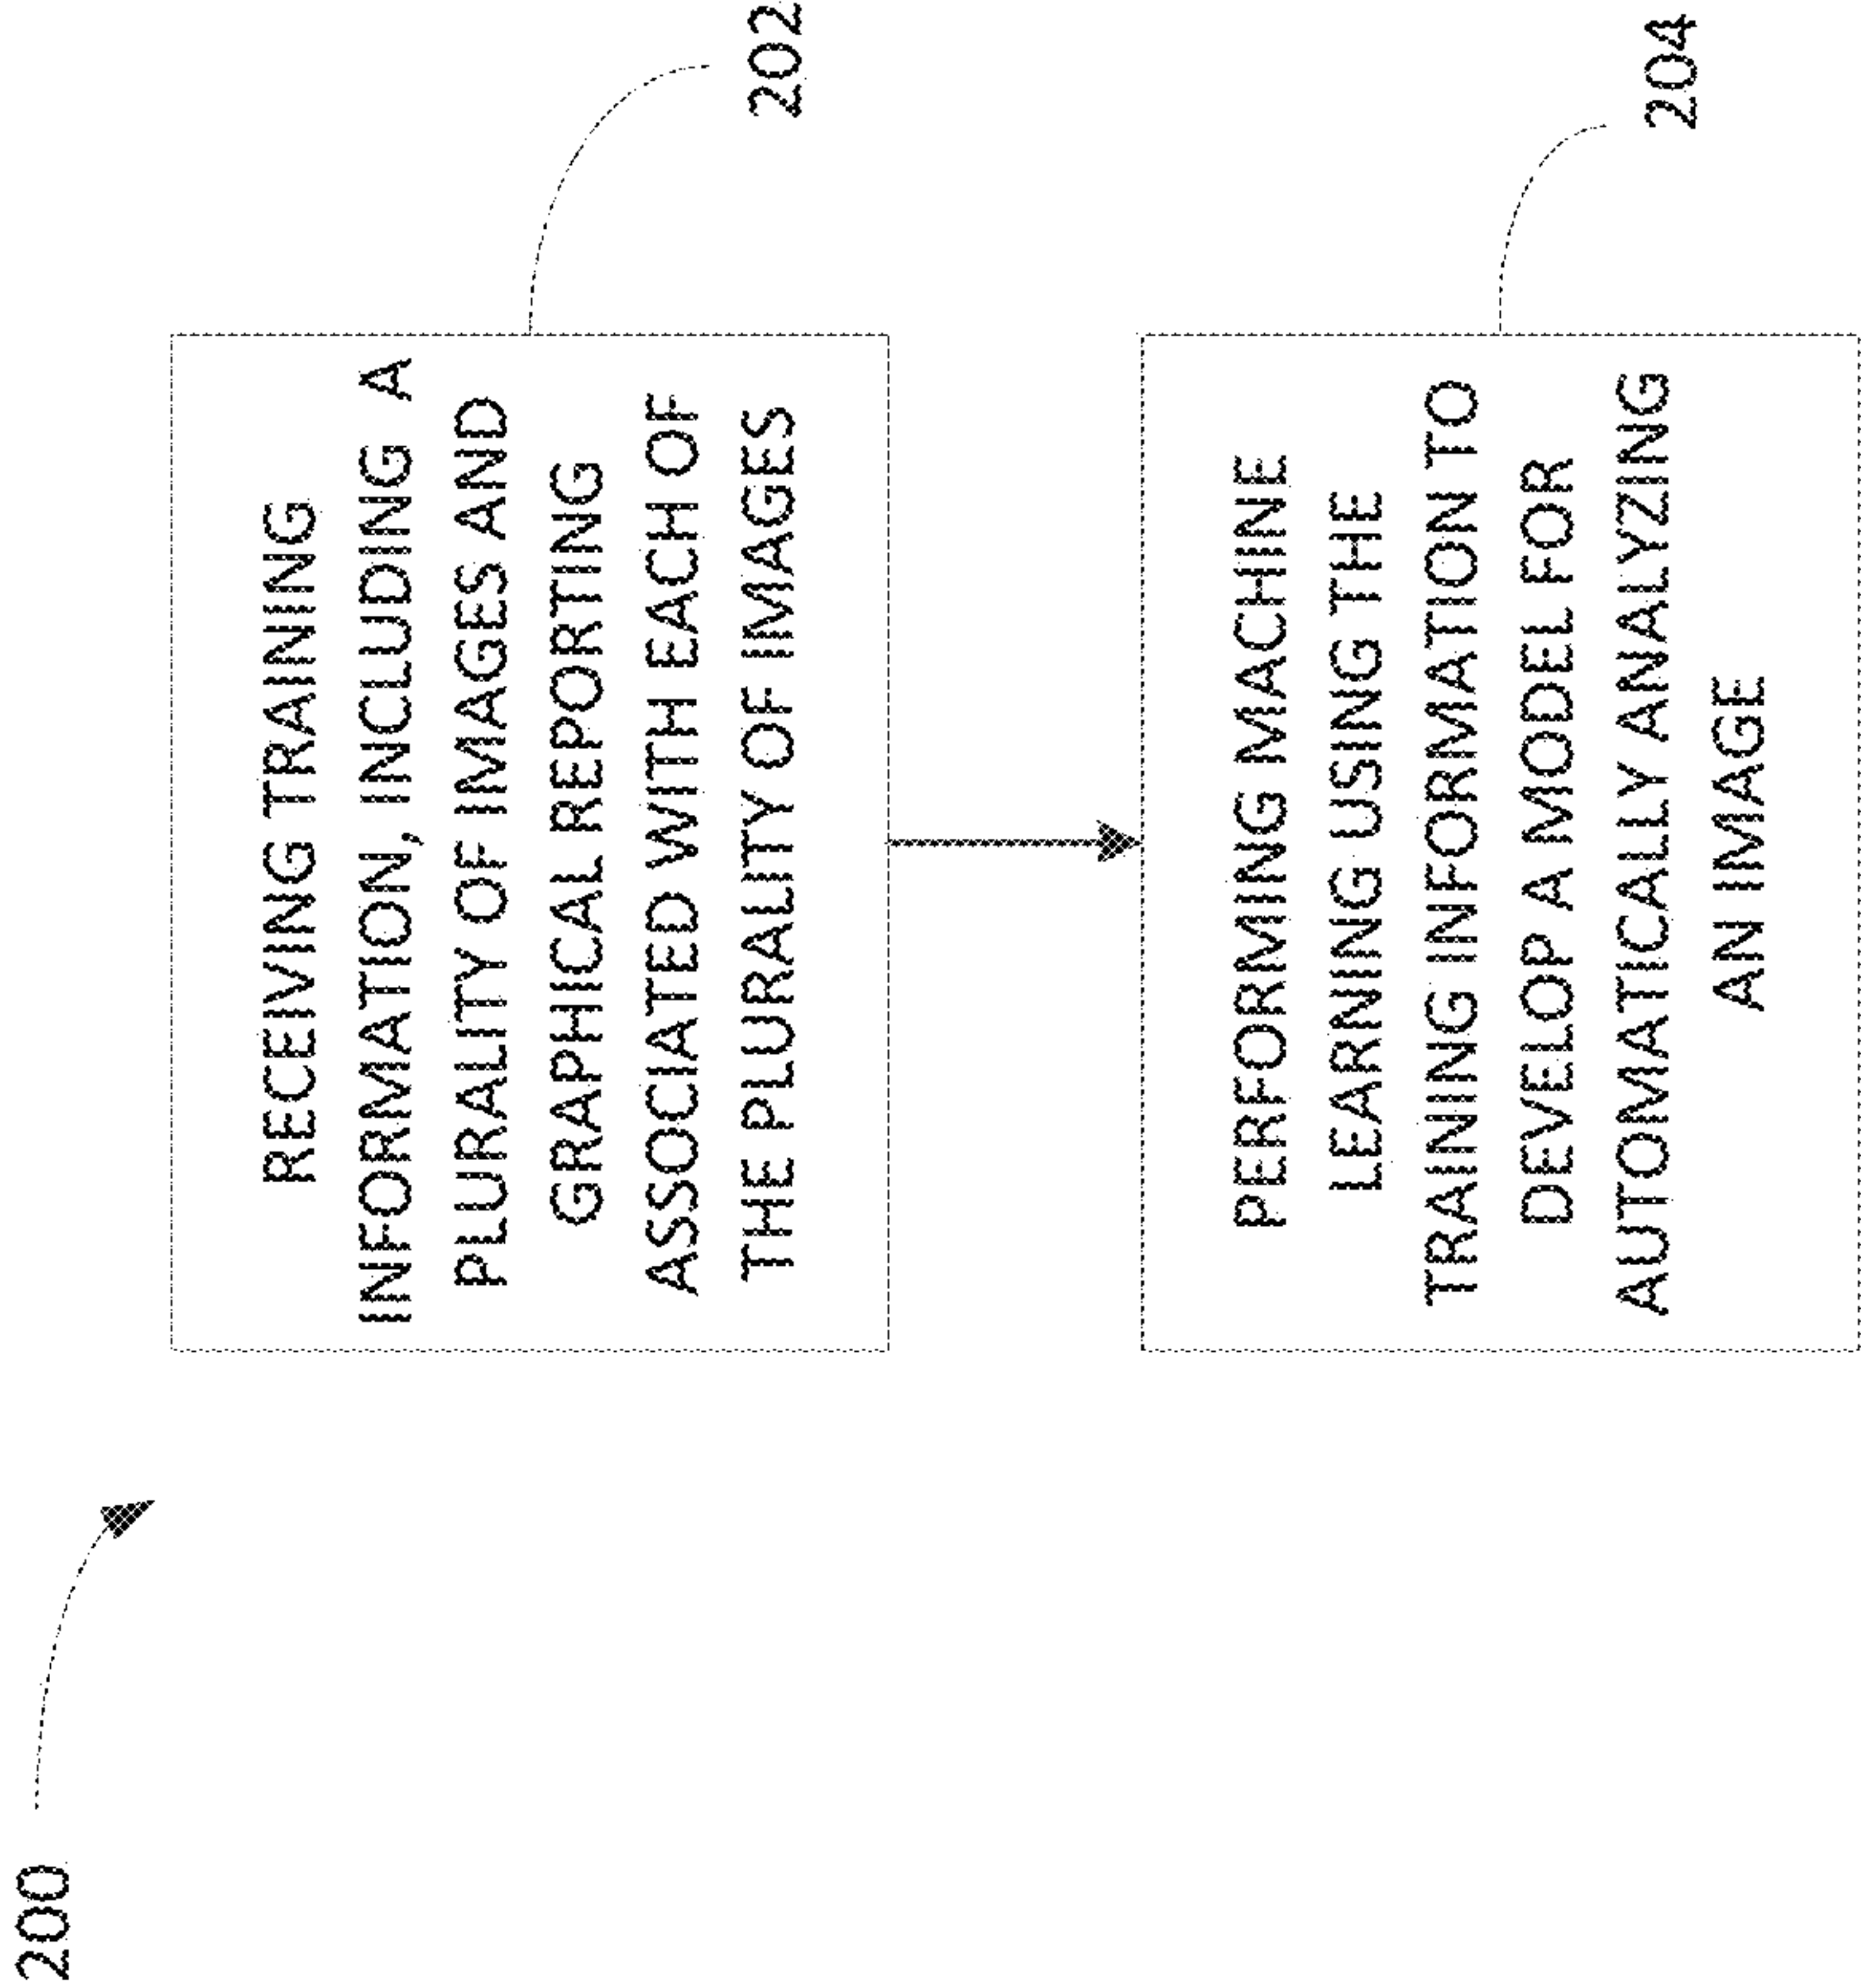 200
RECEIVING TRAINING
INFORMATION, INCLUDING A
PLURALITY OF IMAGES AND
GRAPHICAL REPORTING
ASSOCIATED WITH EACH OF
THE PLURALITY OF IMAGES
202
PERFORMING MACHINE
LEARNING USING THE
TRAINING INFORMATION TO
DEVELOP A MODEL FOR
AUTOMATICALLY ANALYZING
AN IMAGE
204